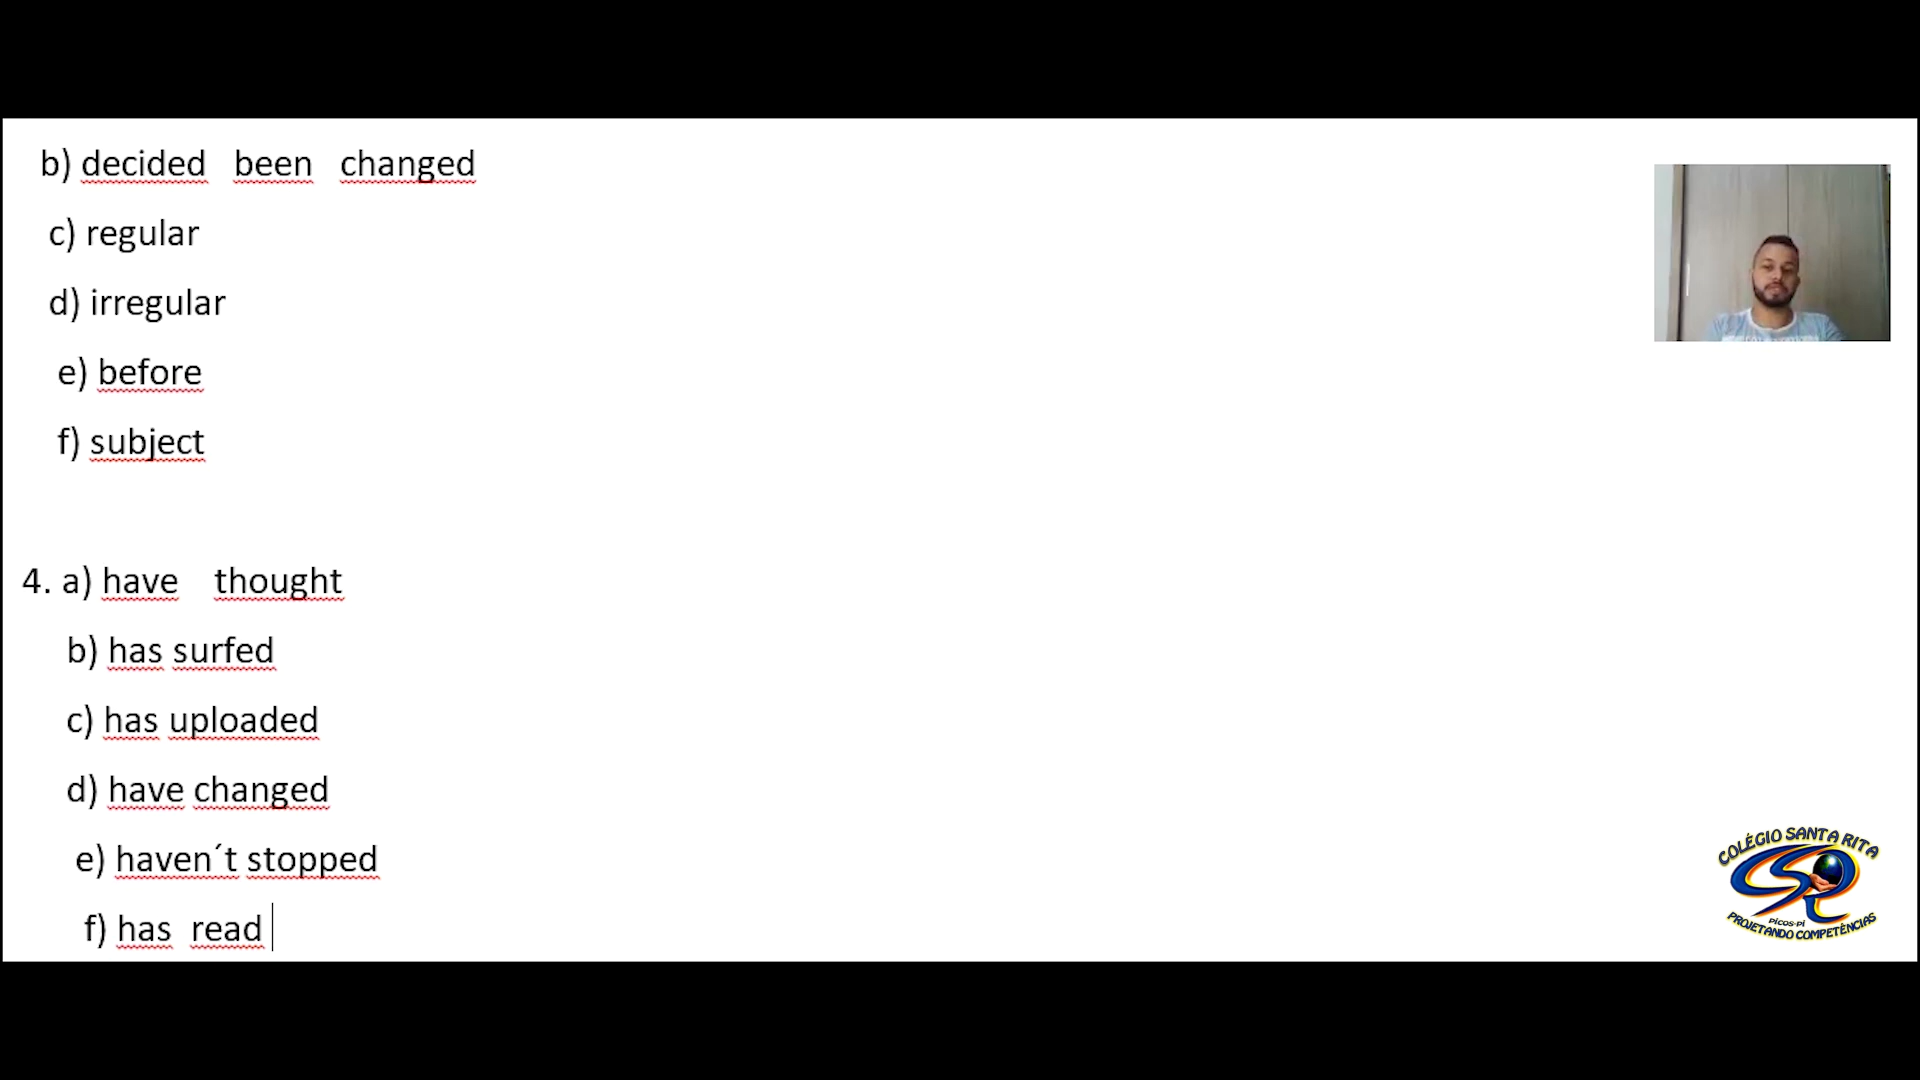 b) decided been changed
c) regular
d) irregular
e) before
f) subject
4. a) have thought
b) has surfed
c) has uploaded
d) have changed
e) haven´t stopped
f) has read
COLÉGIO SANTA RITA
PICOS-PI
PROJETANDO COMPETÊNCIAS